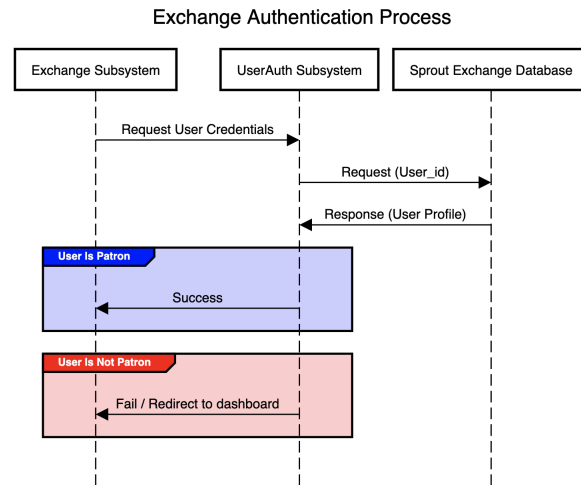 Exchange Authentication Process
Exchange Subsystem
UserAuth Subsystem
Sprout Exchange Database
Request User Credentials
Request (User_id)
Response (User Profile)
User Is Patron
Success
User Is Not Patron
Fail / Redirect to dashboard